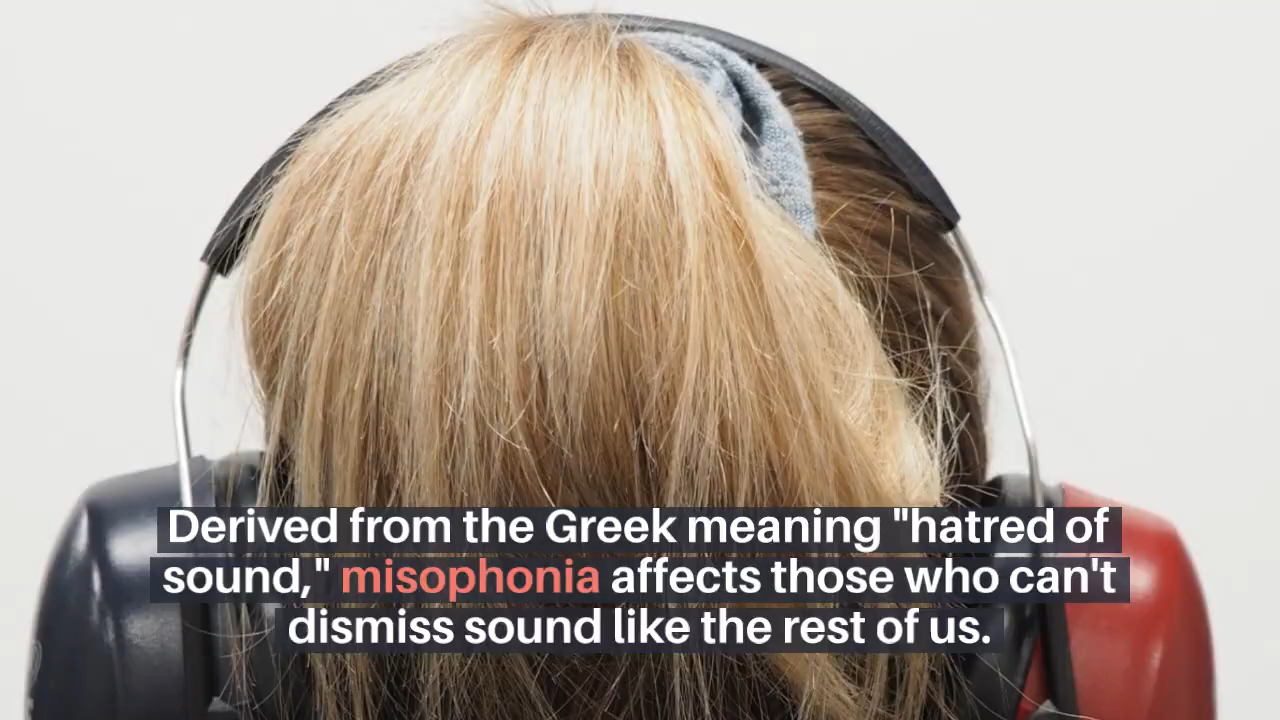 Derived from the Greek meaning "hatred of
sound," misophonia affects those who can't
dismiss sound like the rest of us.